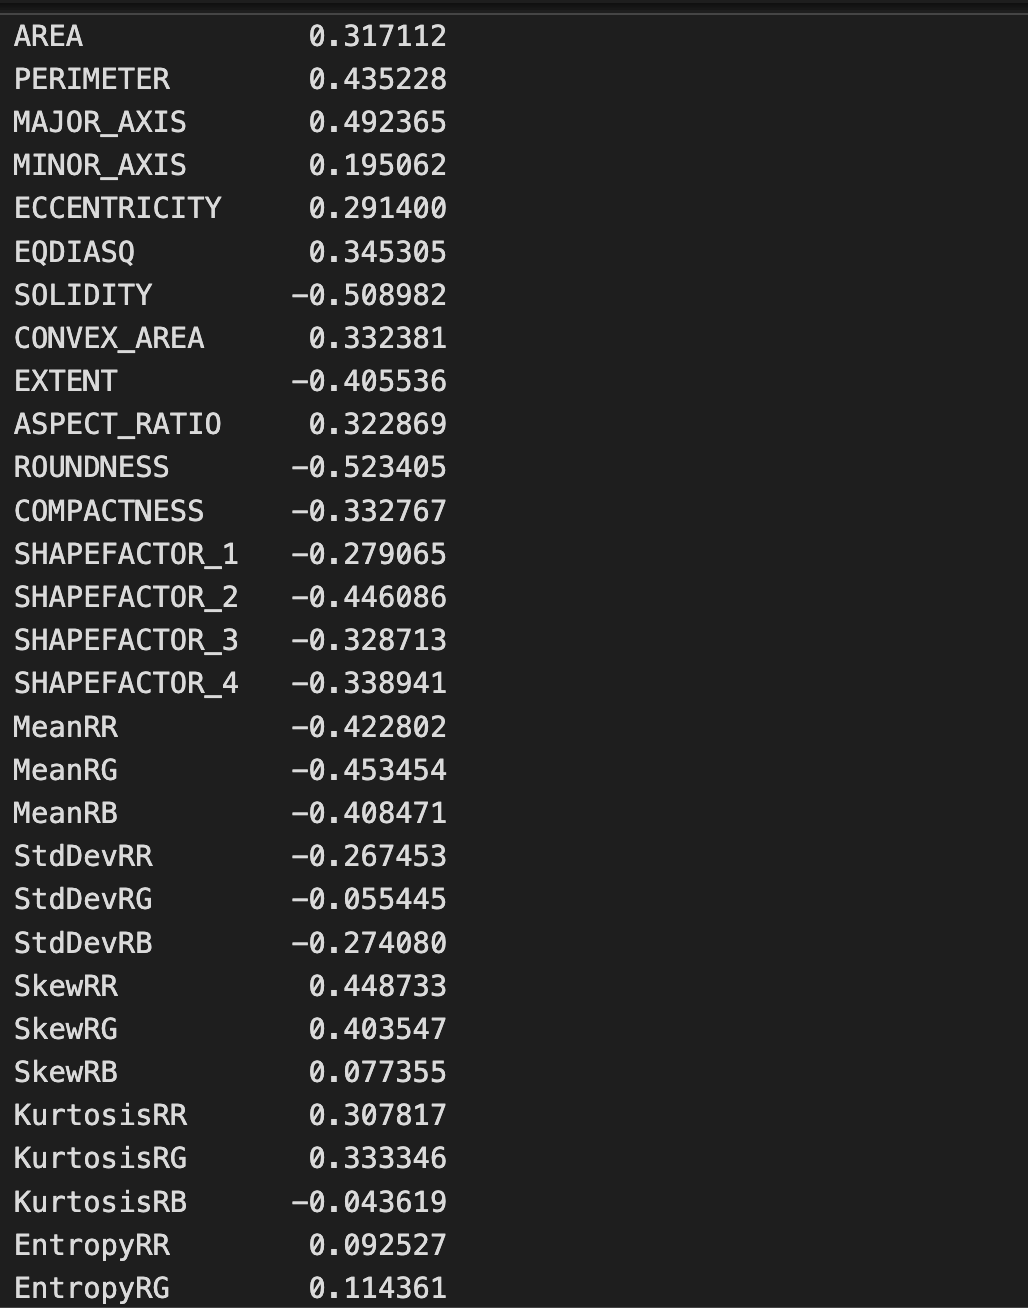 AREA 0.317112
PERIMETER 0.435228
MAJOR_AXIS 0.492365
MINOR_AXIS 0.195062
ECCENTRICITY 0.291400
EQDIASQ 0.345305
SOLIDITY -0.508982
CONVEX_AREA 0.332381
EXTENT -0.405536
ASPECT_RATIO 0.322869
ROUNDNESS -0.523405
COMPACTNESS -0.332767
SHAPEFACTOR_1 -0.279065
SHAPEFACTOR_2 -0.446086
SHAPEFACTOR_3 -0.328713
SHAPEFACTOR_4 -0.338941
MeanRR -0.422802
MeanRG -0.453454
MeanRB -0.408471
StdDevRR -0.267453
StdDevRG -0.055445
StdDevRB -0.274080
SkewRR 0.448733
SkewRG 0.403547
SkewRB 0.077355
KurtosisRR 0.307817
KurtosisRG 0.333346
KurtosisRB -0.043619
EntropyRR 0.092527
EntropyRG 0.114361